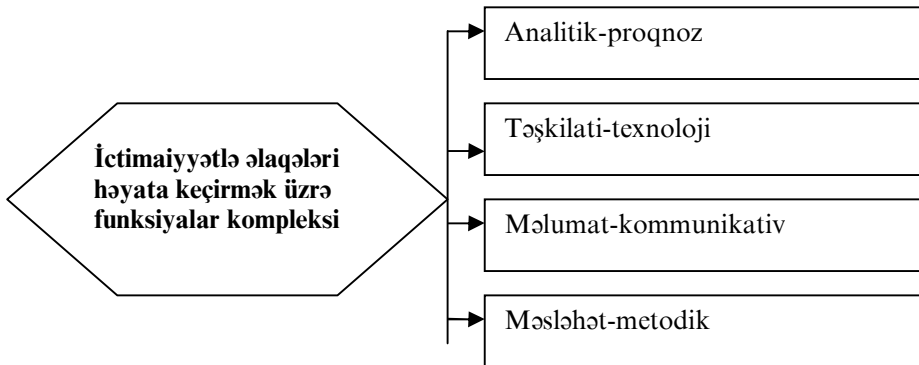 İctimaiyyətlə əlaqələri
həyata keçirmək üzrə
funksiyalar kompleksi
Analitik-proqnoz
Təşkilati-texnoloji
Məlumat-kommunikativ
Məsləhət-metodik